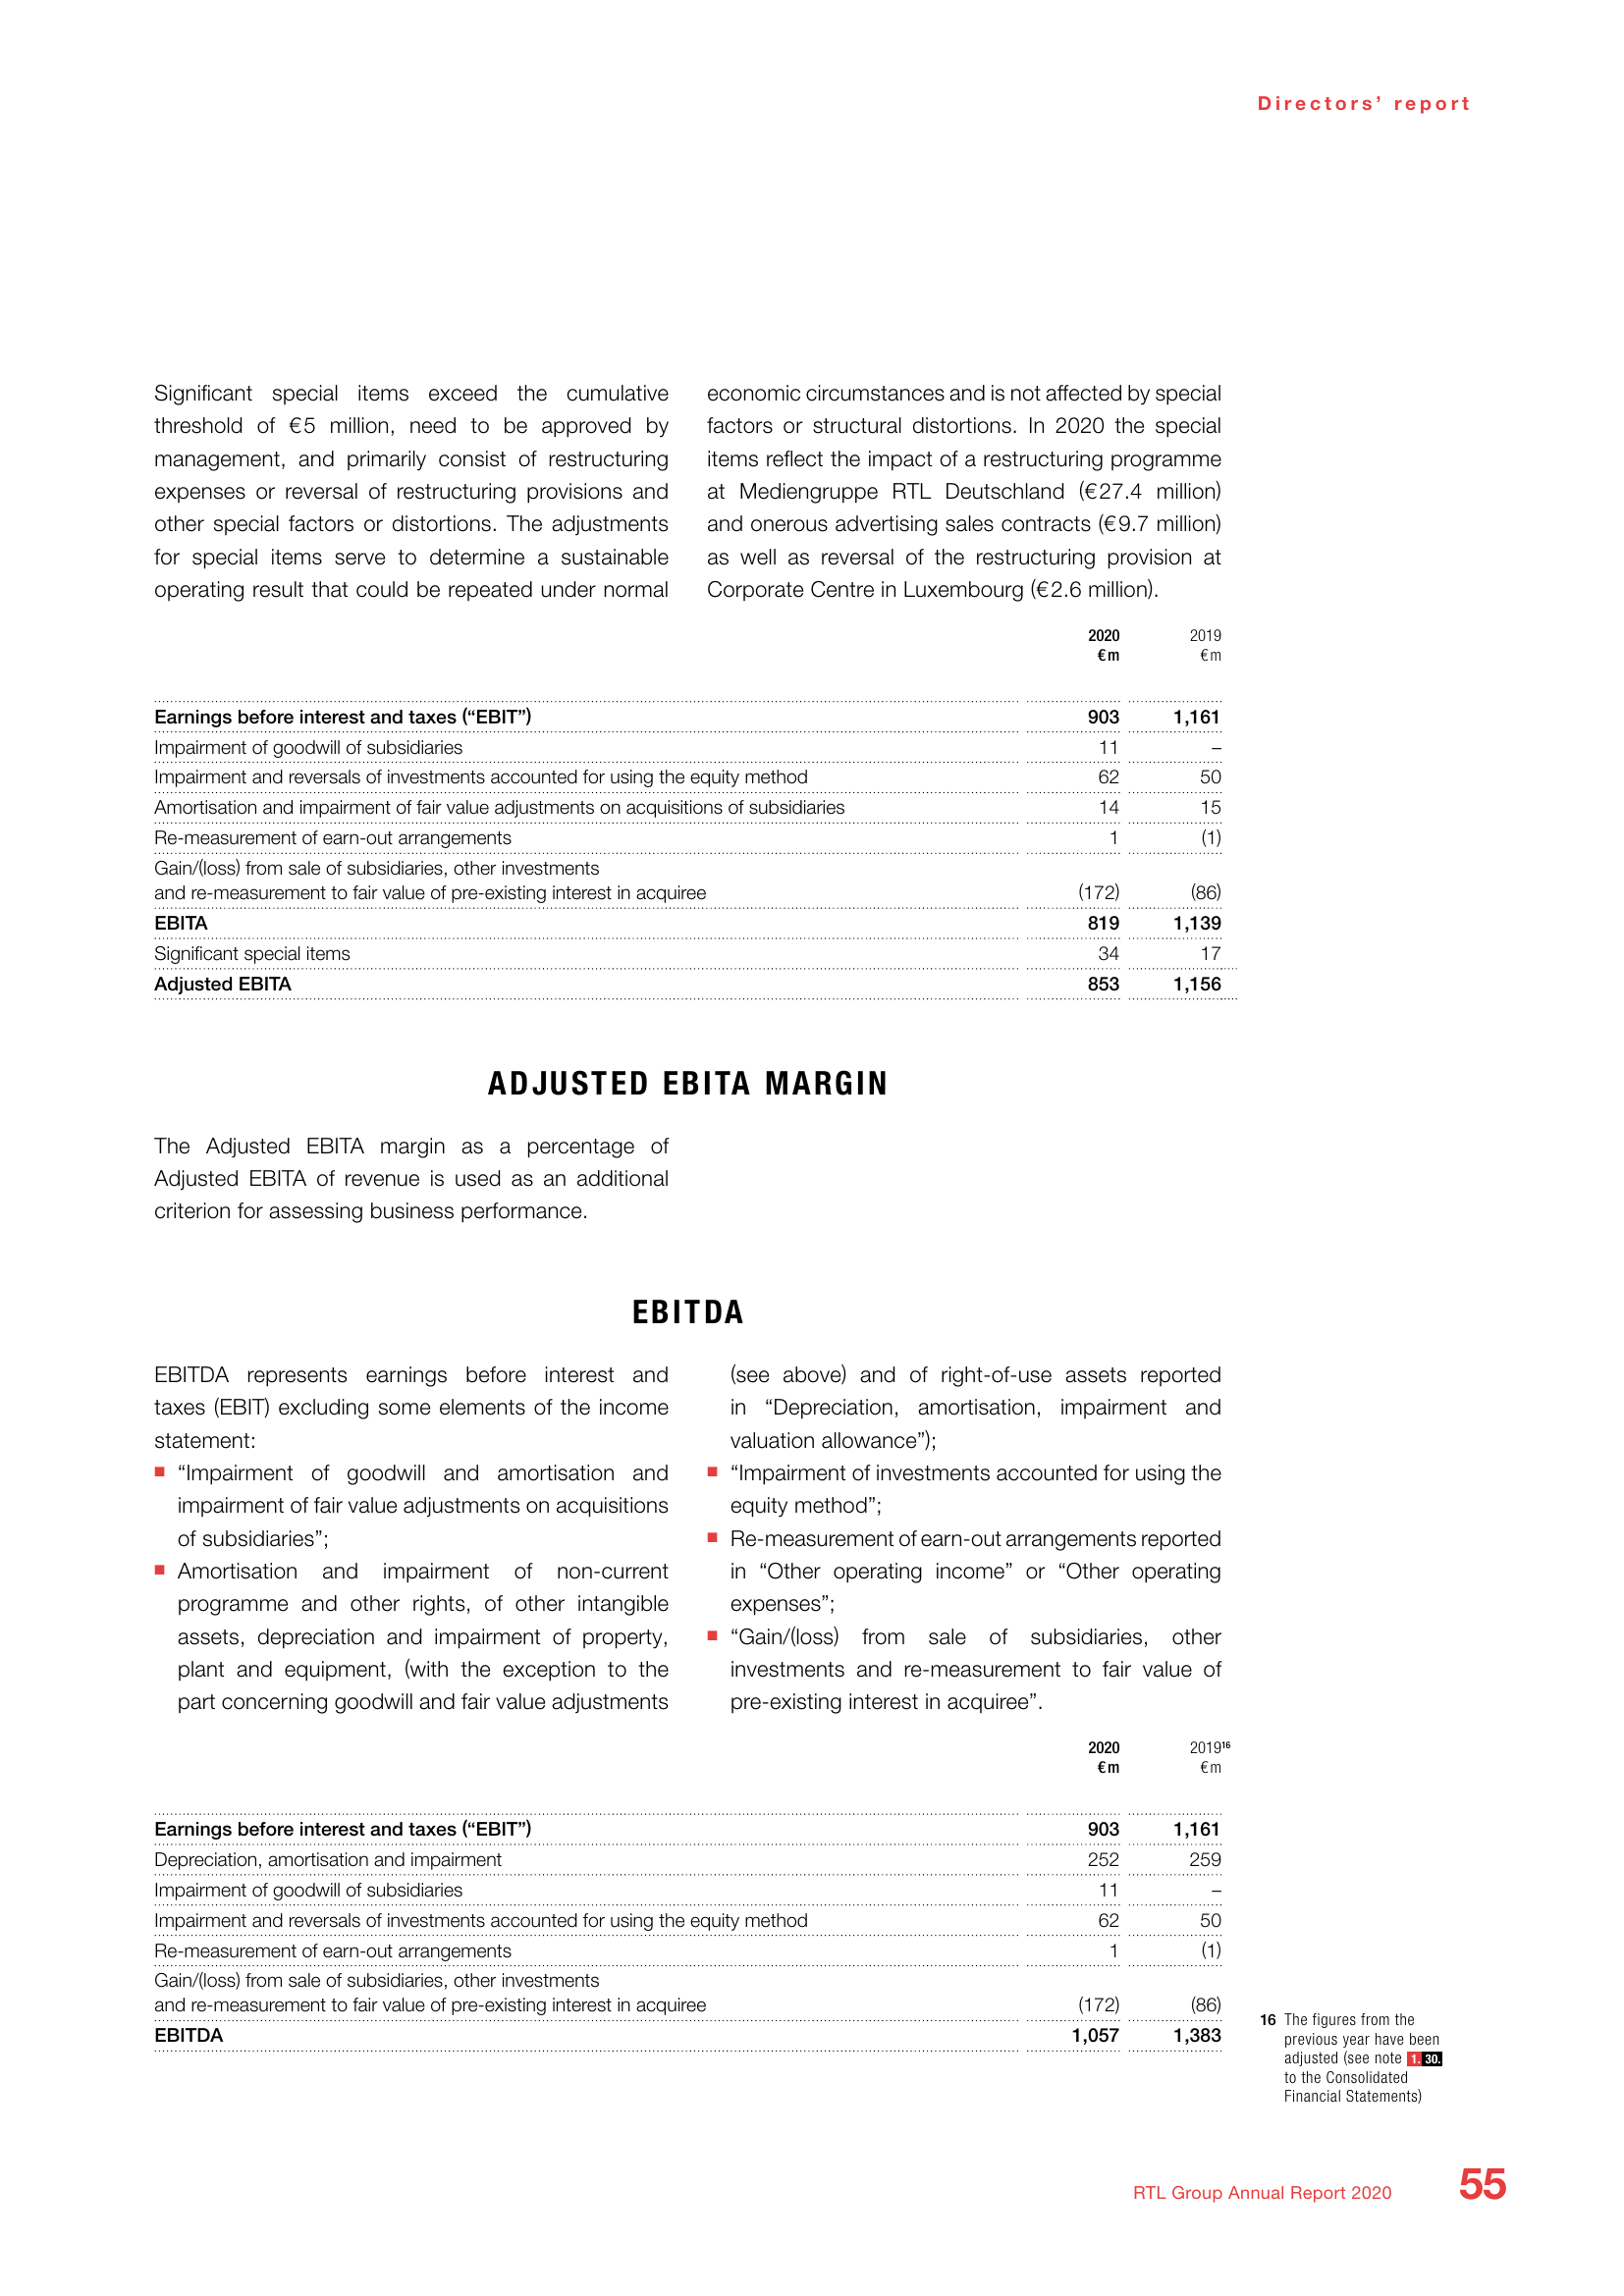 Directors' report
Significant special items exceed the cumulative
threshold of €5 million, need to be approved by
management, and primarily consist of restructuring
expenses or reversal of restructuring provisions and
other special factors or distortions. The adjustments
for special items serve to determine a sustainable
operating result that could be repeated under normal
economic circumstances and is not affected by special
factors or structural distortions. In 2020 the special
items reflect the impact of a restructuring programme
at Mediengruppe RTL Deutschland (€27.4 million)
and onerous advertising sales contracts (€9.7 million)
as well as reversal of the restructuring provision at
Corporate Centre in Luxembourg (€2.6 million).
2020 2019
€m €m
Earnings before interest and taxes (“EBIT”) 903 1,161
Impairment of goodwill of subsidiaries 11 –
Impairment and reversals of investments accounted for using the equity method 62 50
Amortisation and impairment of fair value adjustments on acquisitions of subsidiaries 14 15
Re-measurement of earn-out arrangements 1 (1)
Gain/(loss) from sale of subsidiaries, other investments
and re-measurement to fair value of pre-existing interest in acquiree (172) (86)
EBITA 819 1,139
Significant special items 34 17
Adjusted EBITA 853 1,156
ADJUSTED EBITA MARGIN
The Adjusted EBITA margin as a percentage of
Adjusted EBITA of revenue is used as an additional
criterion for assessing business performance.
EBITDA
EBITDA represents earnings before interest and
taxes (EBIT) excluding some elements of the income
statement:
■ “Impairment of goodwill and amortisation and
impairment of fair value adjustments on acquisitions
of subsidiaries”;
■ Amortisation and impairment of non-current
programme and other rights, of other intangible
assets, depreciation and impairment of property,
plant and equipment, (with the exception to the
part concerning goodwill and fair value adjustments
(see above) and of right-of-use assets reported
in “Depreciation, amortisation, impairment and
valuation allowance”);
■ “Impairment of investments accounted for using the
equity method”;
■ Re-measurement of earn-out arrangements reported
in “Other operating income” or “Other operating
expenses”;
■ “Gain/(loss) from sale of subsidiaries, other
investments and re-measurement to fair value of
pre-existing interest in acquiree”.
2020 2019¹⁶
€m €m
Earnings before interest and taxes (“EBIT”) 903 1,161
Depreciation, amortisation and impairment 252 259
Impairment of goodwill of subsidiaries 11 –
Impairment and reversals of investments accounted for using the equity method 62 50
Re-measurement of earn-out arrangements 1 (1)
Gain/(loss) from sale of subsidiaries, other investments
and re-measurement to fair value of pre-existing interest in acquiree (172) (86)
EBITDA 1,057 1,383
16 The figures from the
previous year have been
adjusted (see note 1. 30.
to the Consolidated
Financial Statements)
RTL Group Annual Report 2020 55